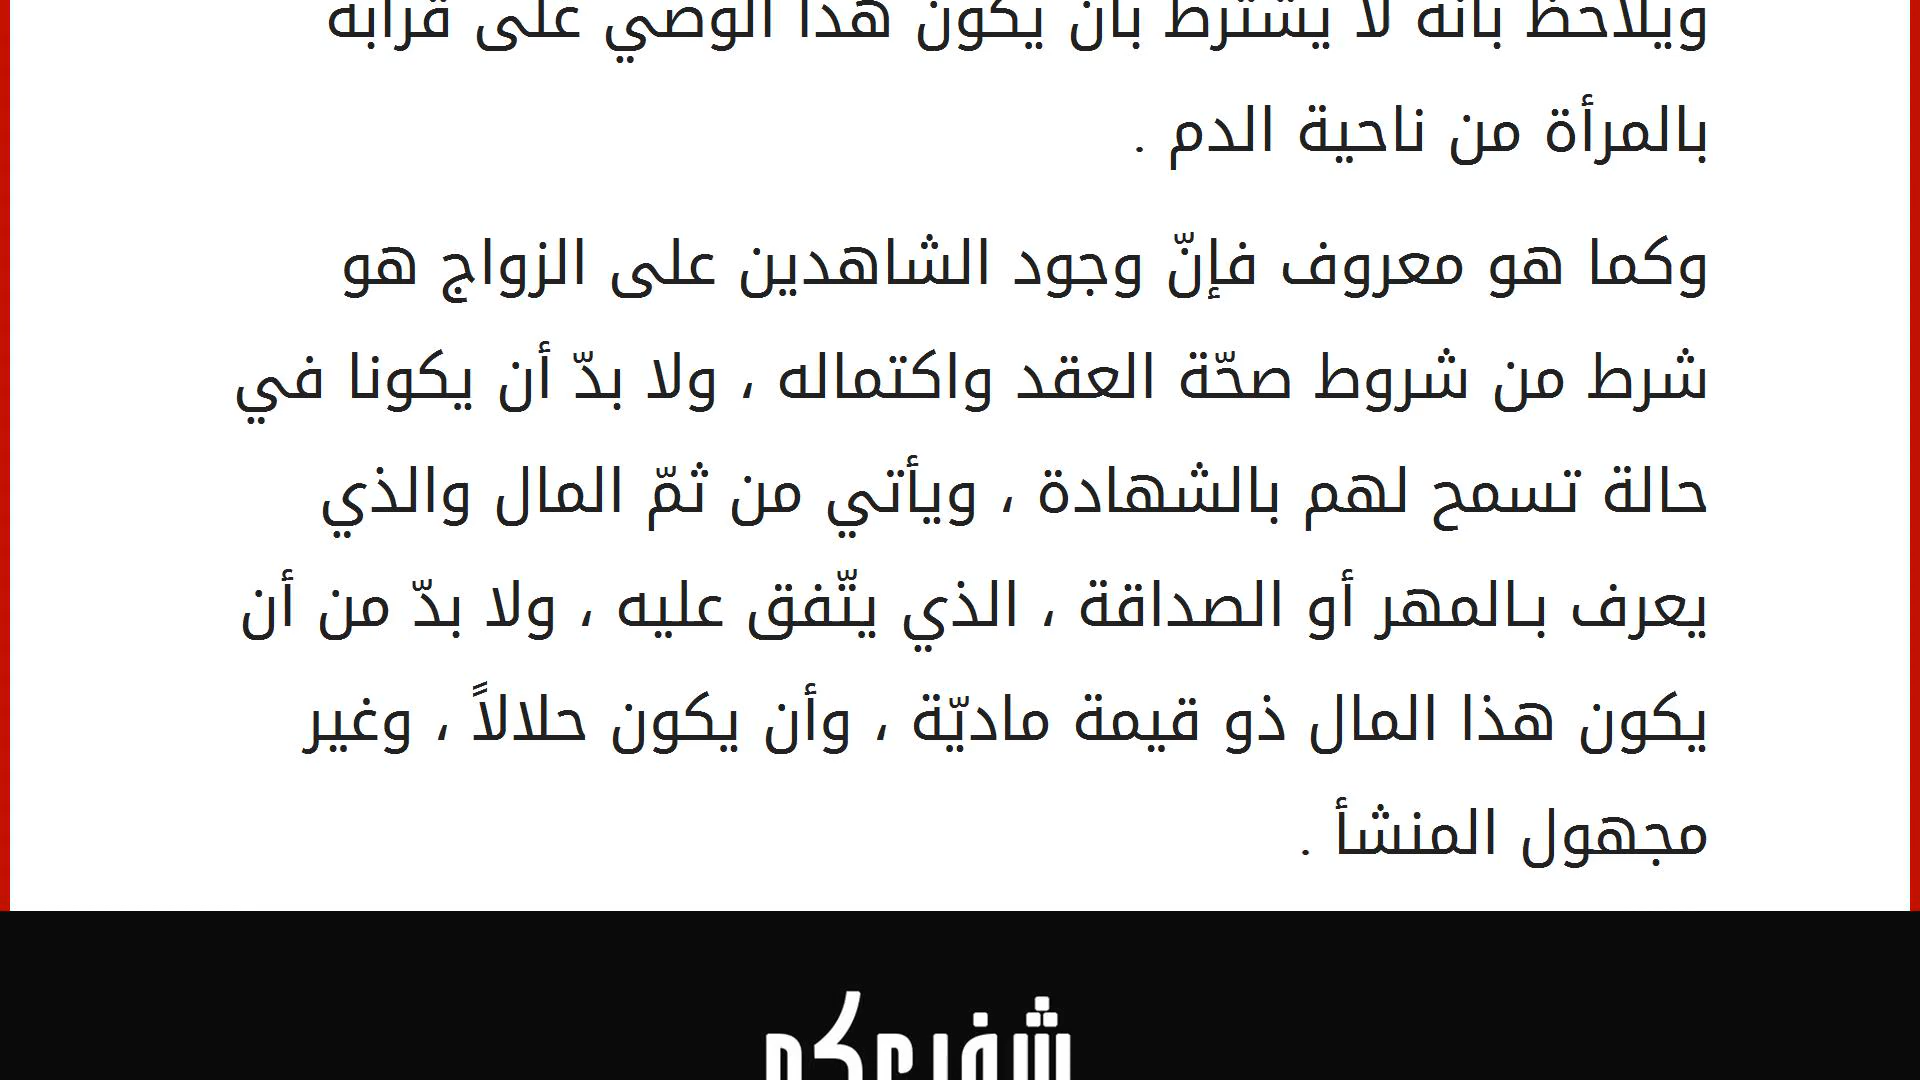 ويلاحظ بأنه لا يشترط بأن يكون هذا الوصي على قرابة
بالمرأة من ناحية الدم .
وكما هو معروف فإنّ وجود الشاهدين على الزواج هو
شرط من شروط صحّة العقد واكتماله ، ولا بدّ أن يكونا في
حالة تسمح لهم بالشهادة ، ويأتي من ثمّ المال والذي
يعرف بـالمهر أو الصداقة ، الذي يتّفق عليه ، ولا بدّ من أن
يكون هذا المال ذو قيمة ماديّة ، وأن يكون حلالاً ، وغير
مجهول المنشأ .